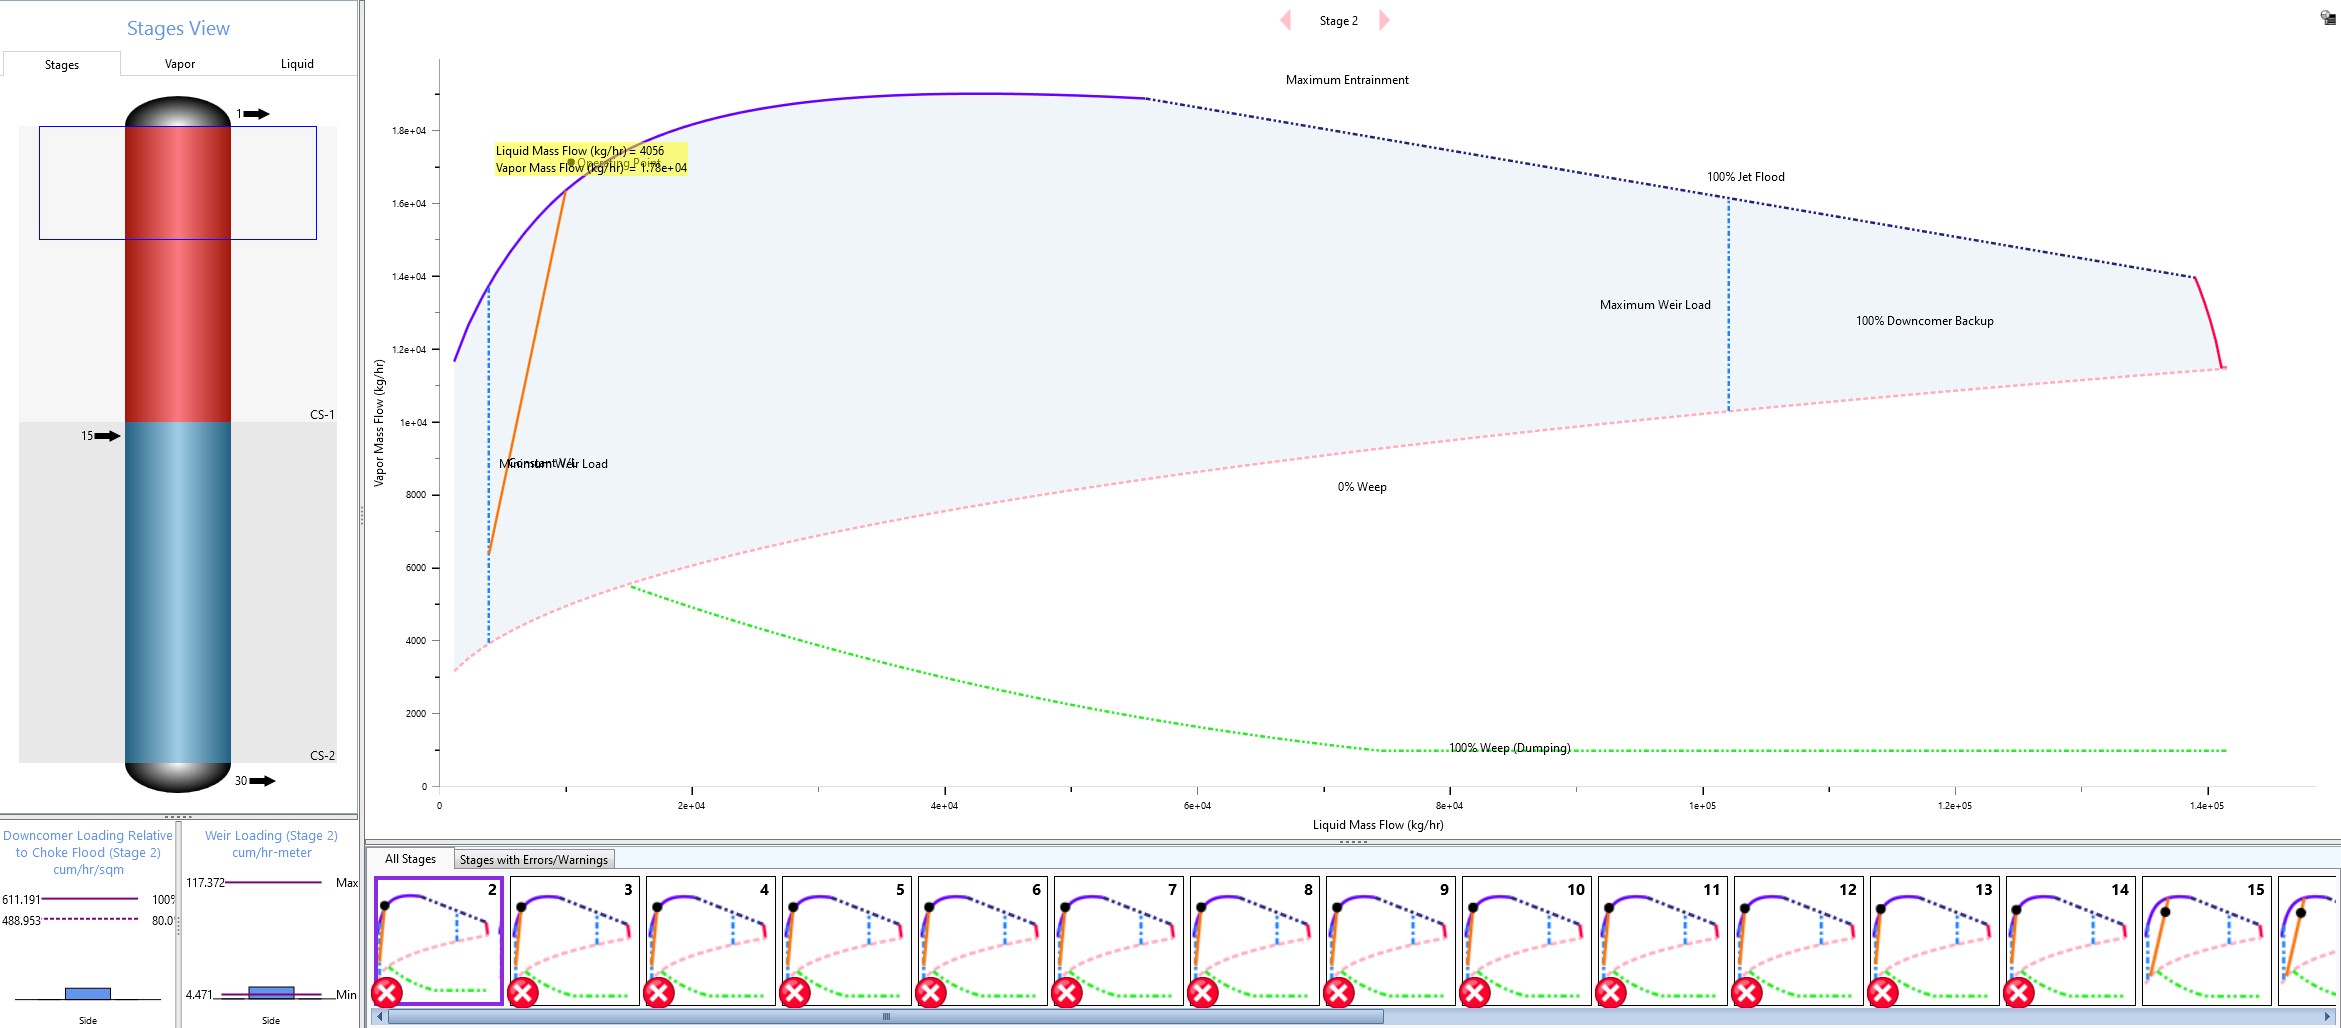 Stages View
Stages
Vapor
Liquid
1
CS-1
15
CS-2
30
Downcomer Loading Relative
to Choke Flood (Stage 2)
cum/hr/sqm
611.191
100%
488.953
80.0
Side
Weir Loading (Stage 2)
cum/hr-meter
117.372
Max
4.471
Min
Side
Stage 2
Maximum Entrainment
Liquid Mass Flow (kg/hr) = 4056
Operating Point
Vapor Mass Flow (kg/hr) = 1.78e+04
100% Jet Flood
Maximum Weir Load
100% Downcomer Backup
Minimum Weir Load
Constant V/L
0% Weep
100% Weep (Dumping)
Vapor Mass Flow (kg/hr)
1.8e+04
1.6e+04
1.4e+04
1.2e+04
1e+04
8000
6000
4000
2000
0
0
2e+04
4e+04
6e+04
8e+04
1e+05
1.2e+05
1.4e+05
Liquid Mass Flow (kg/hr)
All Stages
Stages with Errors/Warnings
2
3
4
5
6
7
8
9
10
11
12
13
14
15